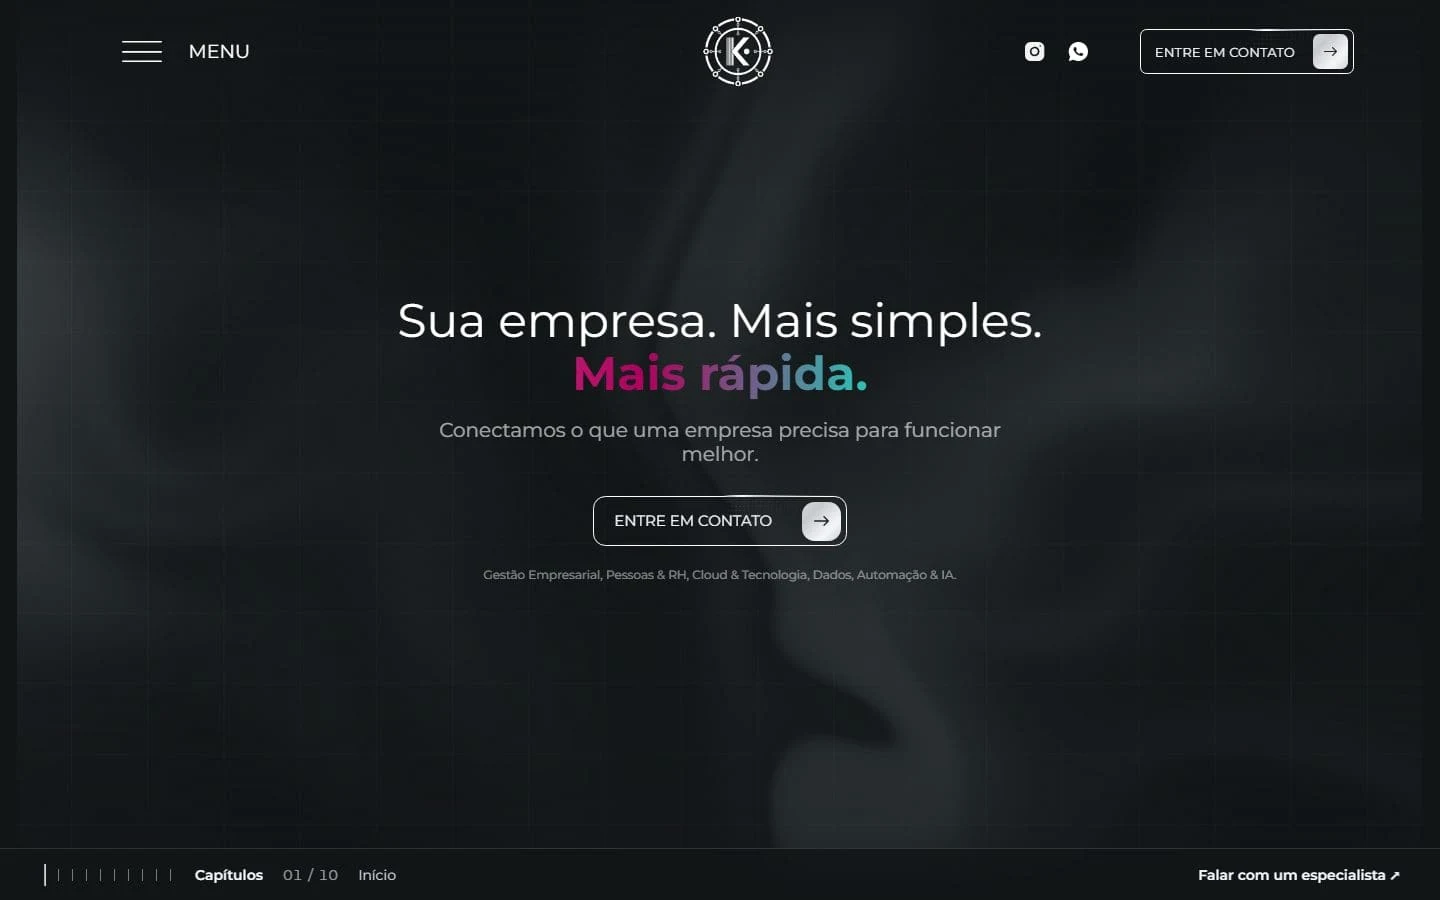 MENU
K
ENTRE EM CONTATO →
Sua empresa. Mais simples.
Mais rápida.
Conectamos o que uma empresa precisa para funcionar
melhor.
ENTRE EM CONTATO →
Gestão Empresarial, Pessoas & RH, Cloud & Tecnologia, Dados, Automação & IA.
Capítulos 01 / 10 Início
Falar com um especialista ↗